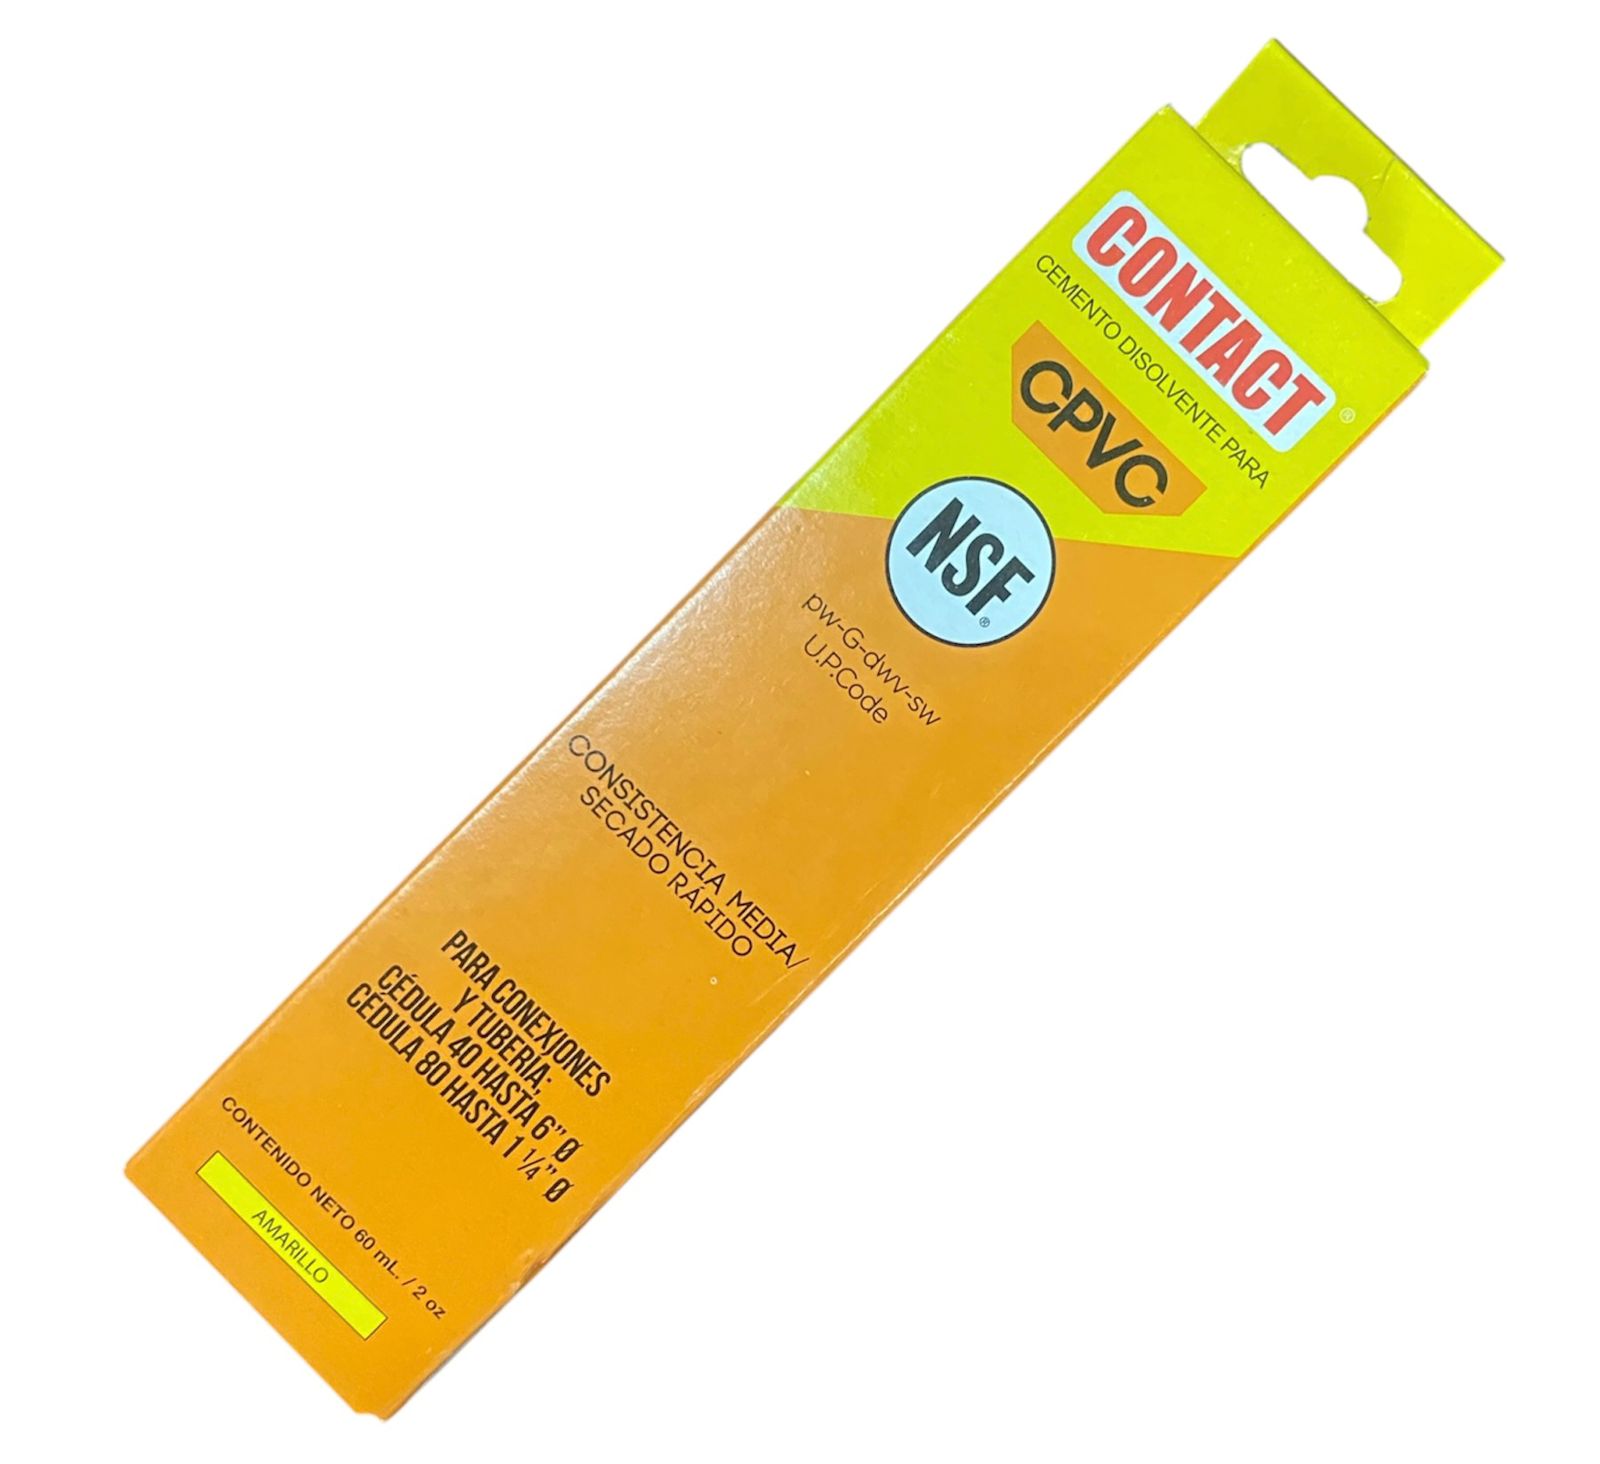 CONTACT®
CEMENTO DISOLVENTE PARA
CPVC
NSF®
pw-G-dwv-sw
U.P.Code
CONSISTENCIA MEDIA/
SECADO RÁPIDO
PARA CONEXIONES
Y TUBERIA;
CÉDULA 40 HASTA 6” Ø
CÉDULA 80 HASTA 1 ¼” Ø
CONTENIDO NETO 60 mL. / 2 oz
AMARILLO